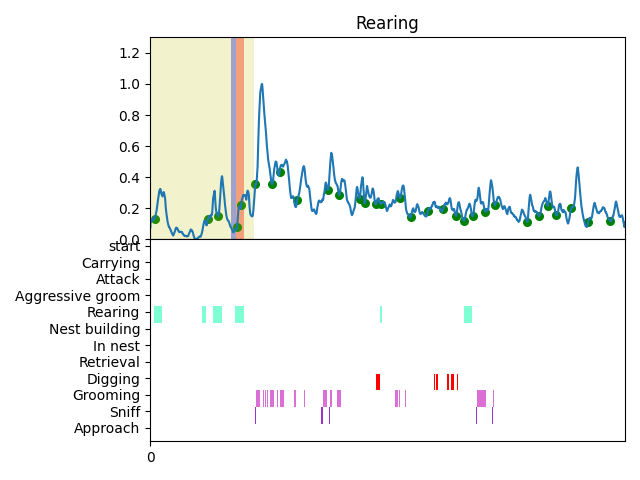 Rearing
1.2
1.0
0.8
0.6
0.4
0.2
0.0
start
Carrying
Attack
Aggressive groom
Rearing
Nest building
In nest
Retrieval
Digging
Grooming
Sniff
Approach
0